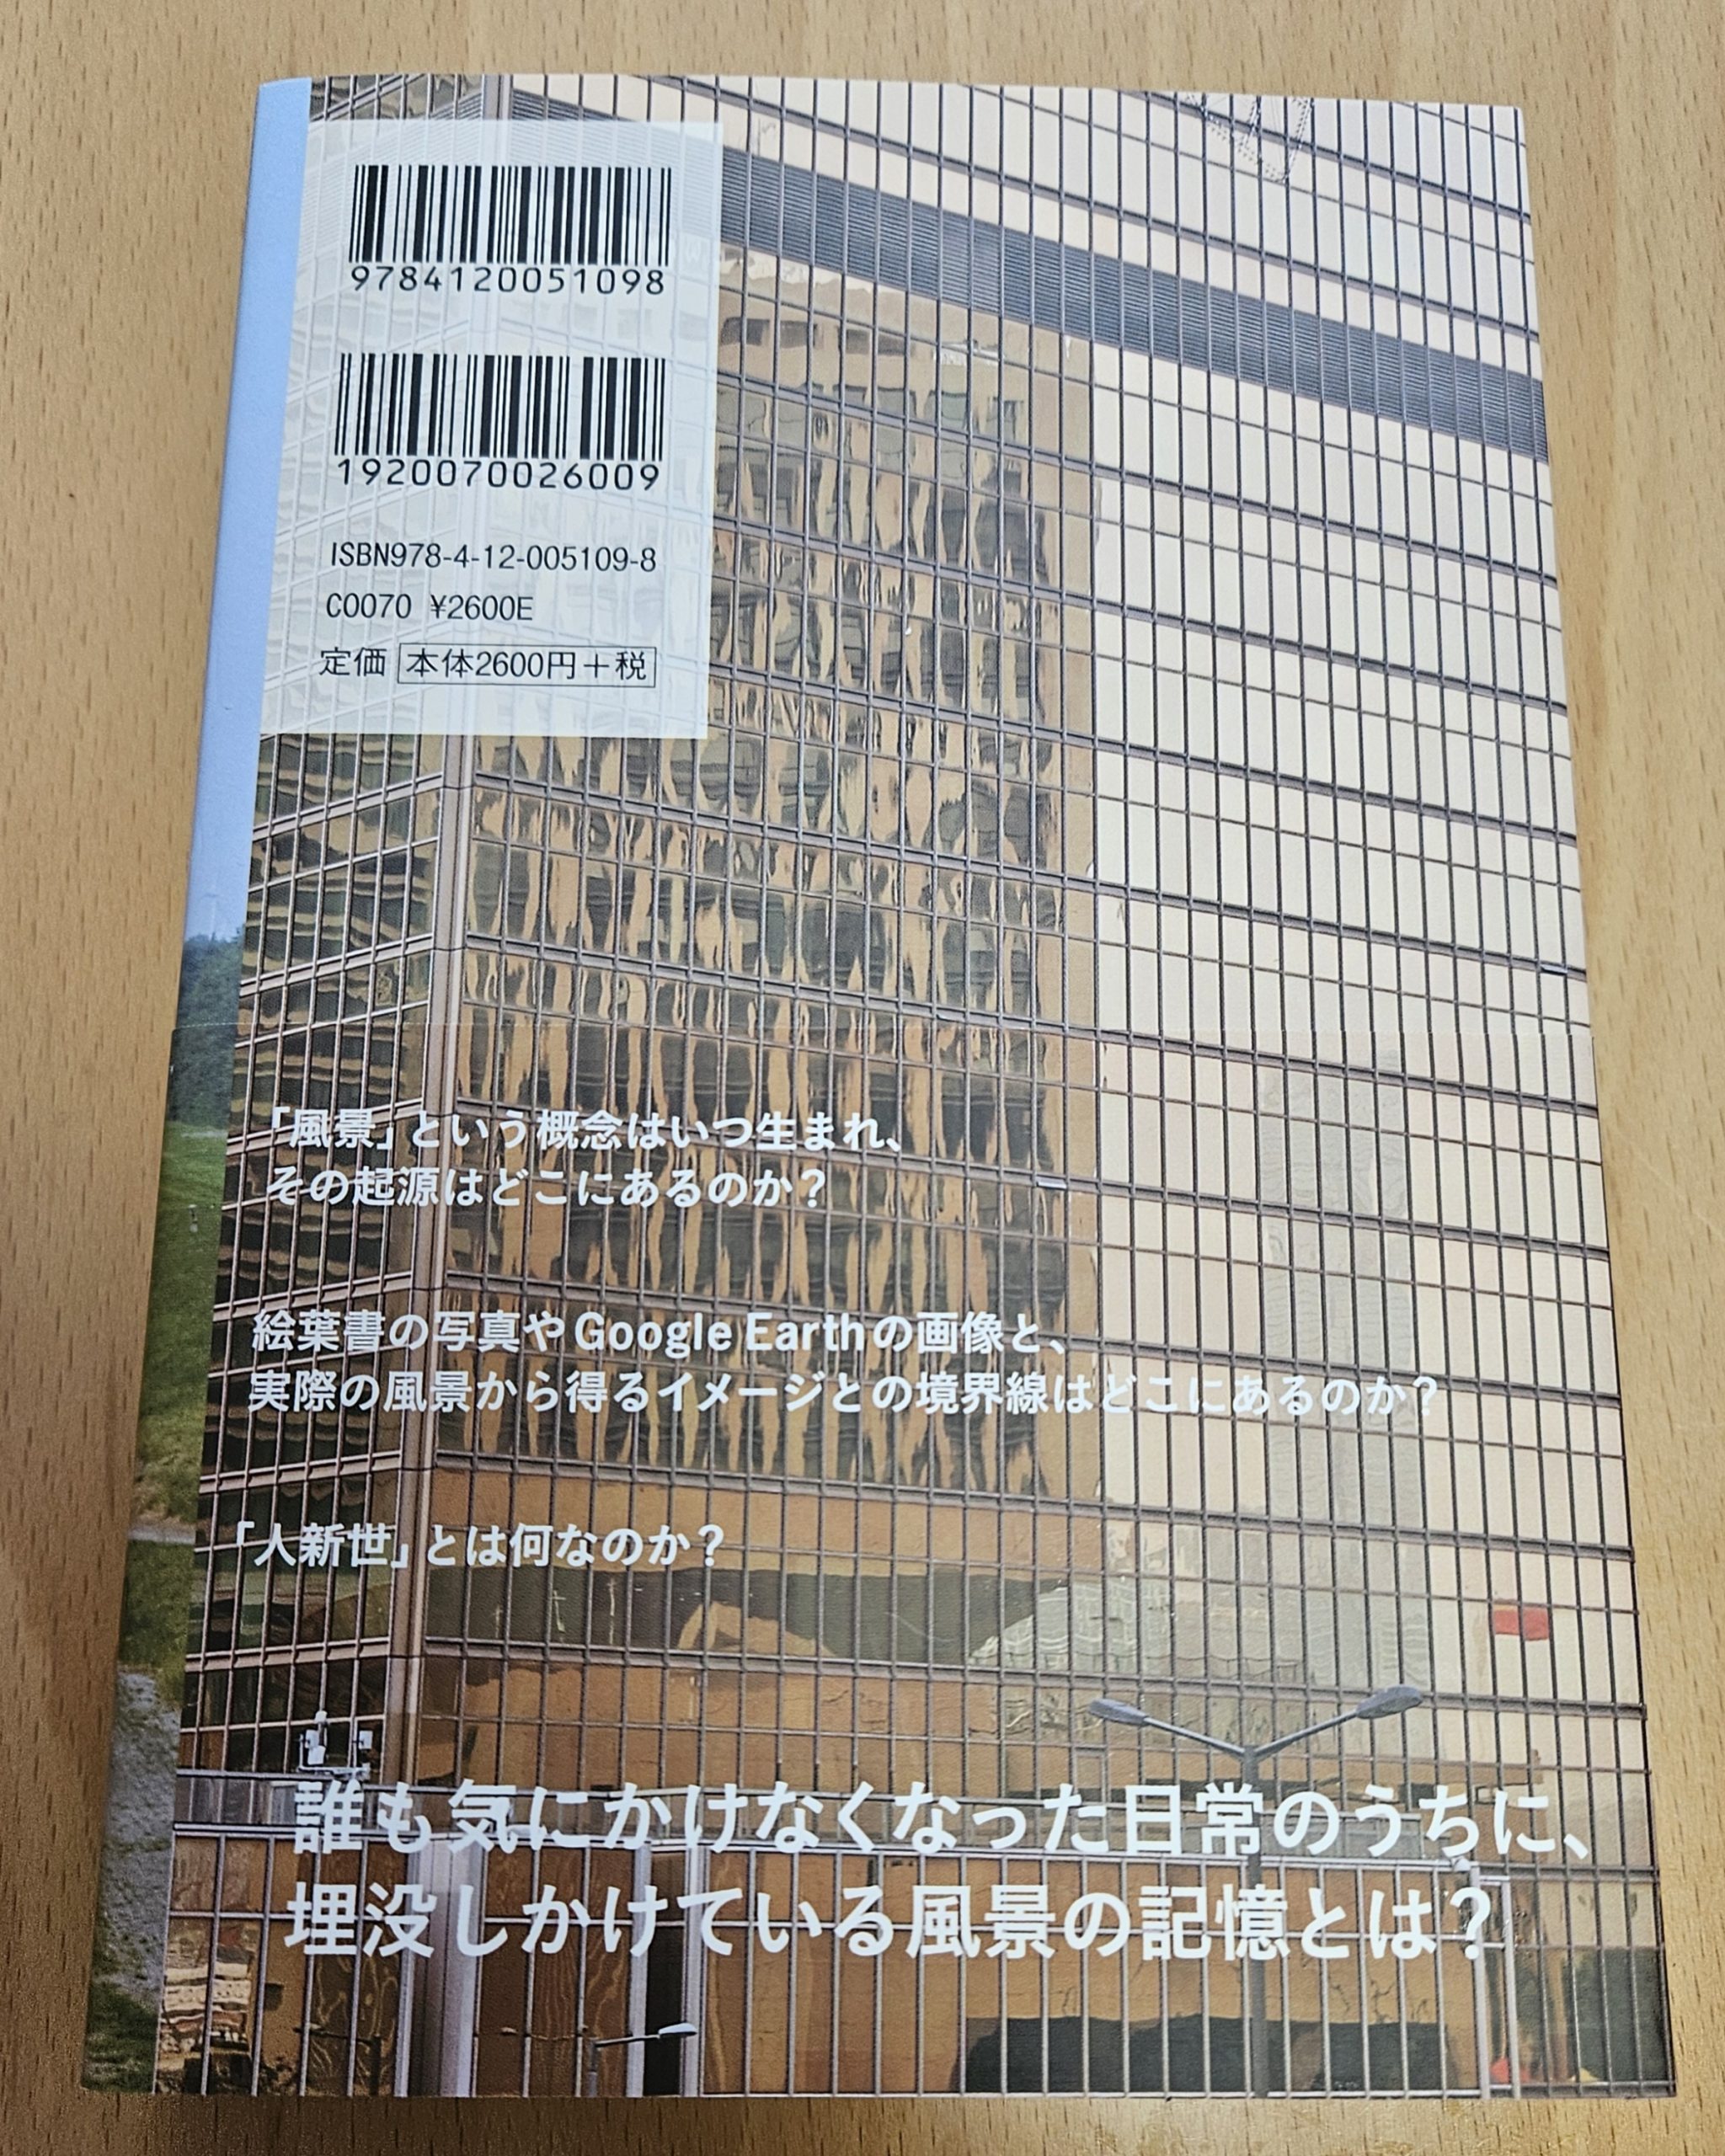 9784120051098
1920070026009
ISBN978-4-12-005109-8
C0070 ¥2600E
定価 本体2600円＋税
「風景」という概念はいつ生まれ、
その起源はどこにあるのか？
絵葉書の写真やGoogle Earthの画像と、
実際の風景から得るイメージとの境界線はどこにあるのか？
「人新世」とは何なのか？
誰も気にかけなくなった日常のうちに、
埋没しかけている風景の記憶とは？